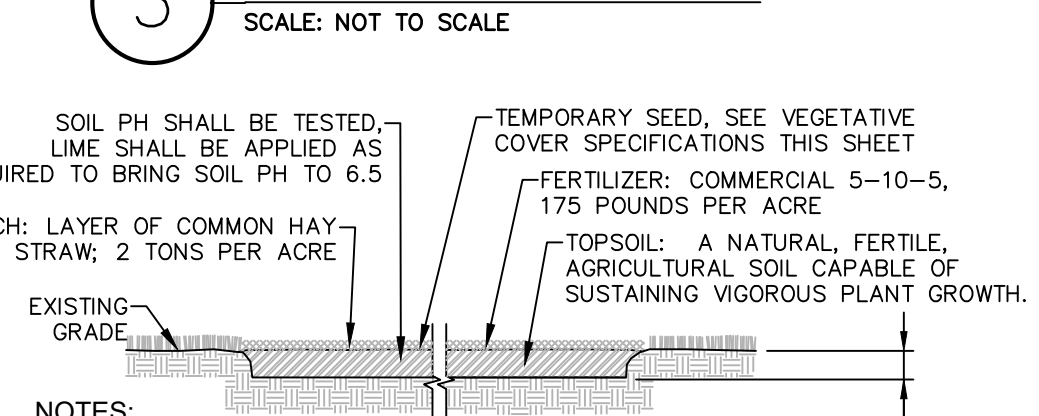 SCALE: NOT TO SCALE
SOIL PH SHALL BE TESTED,
LIME SHALL BE APPLIED AS
TO BRING SOIL PH TO 6.5
LAYER OF COMMON HAY
STRAW; 2 TONS PER ACRE
EXISTING
GRADE
TEMPORARY SEED, SEE VEGETATIVE
COVER SPECIFICATIONS THIS SHEET
FERTILIZER: COMMERCIAL 5-10-5,
175 POUNDS PER ACRE
TOPSOIL: A NATURAL, FERTILE,
AGRICULTURAL SOIL CAPABLE OF
SUSTAINING VIGOROUS PLANT GROWTH.
NOTES: